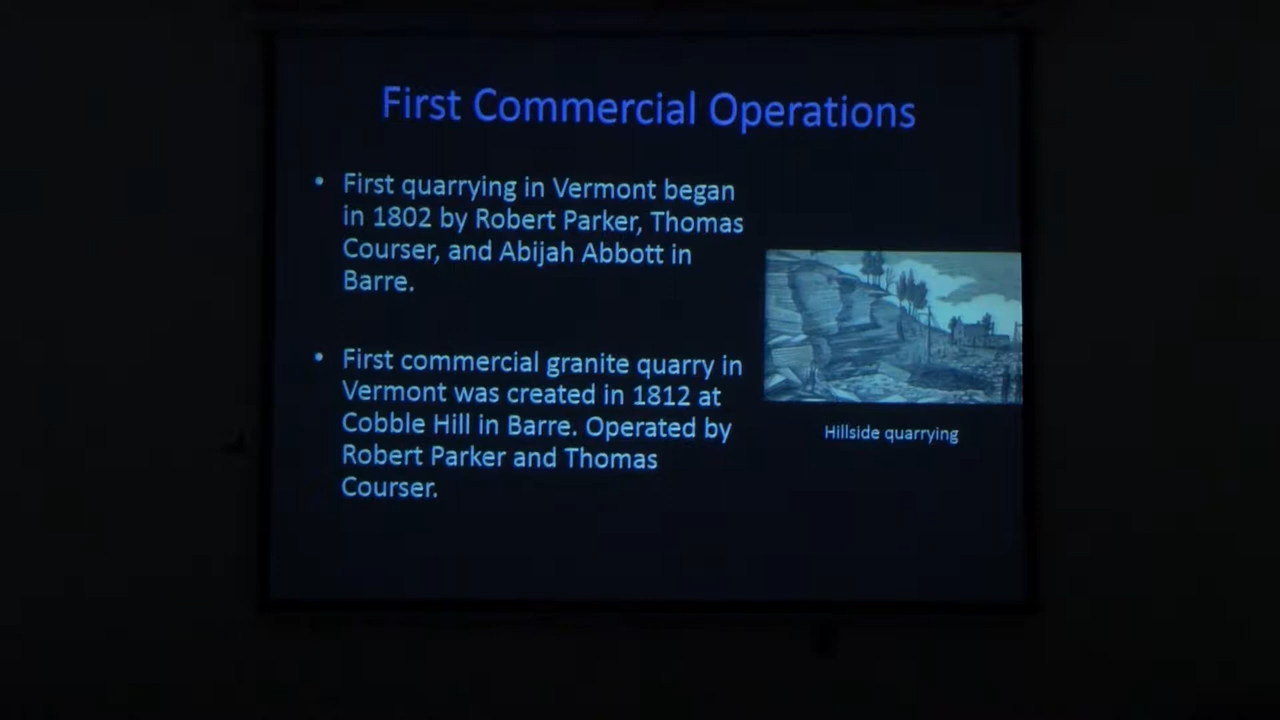 First Commercial Operations
• First quarrying in Vermont began
in 1802 by Robert Parker, Thomas
Courser, and Abijah Abbott in
Barre.
• First commercial granite quarry in
Vermont was created in 1812 at
Cobble Hill in Barre. Operated by
Robert Parker and Thomas
Courser.
Hillside quarrying